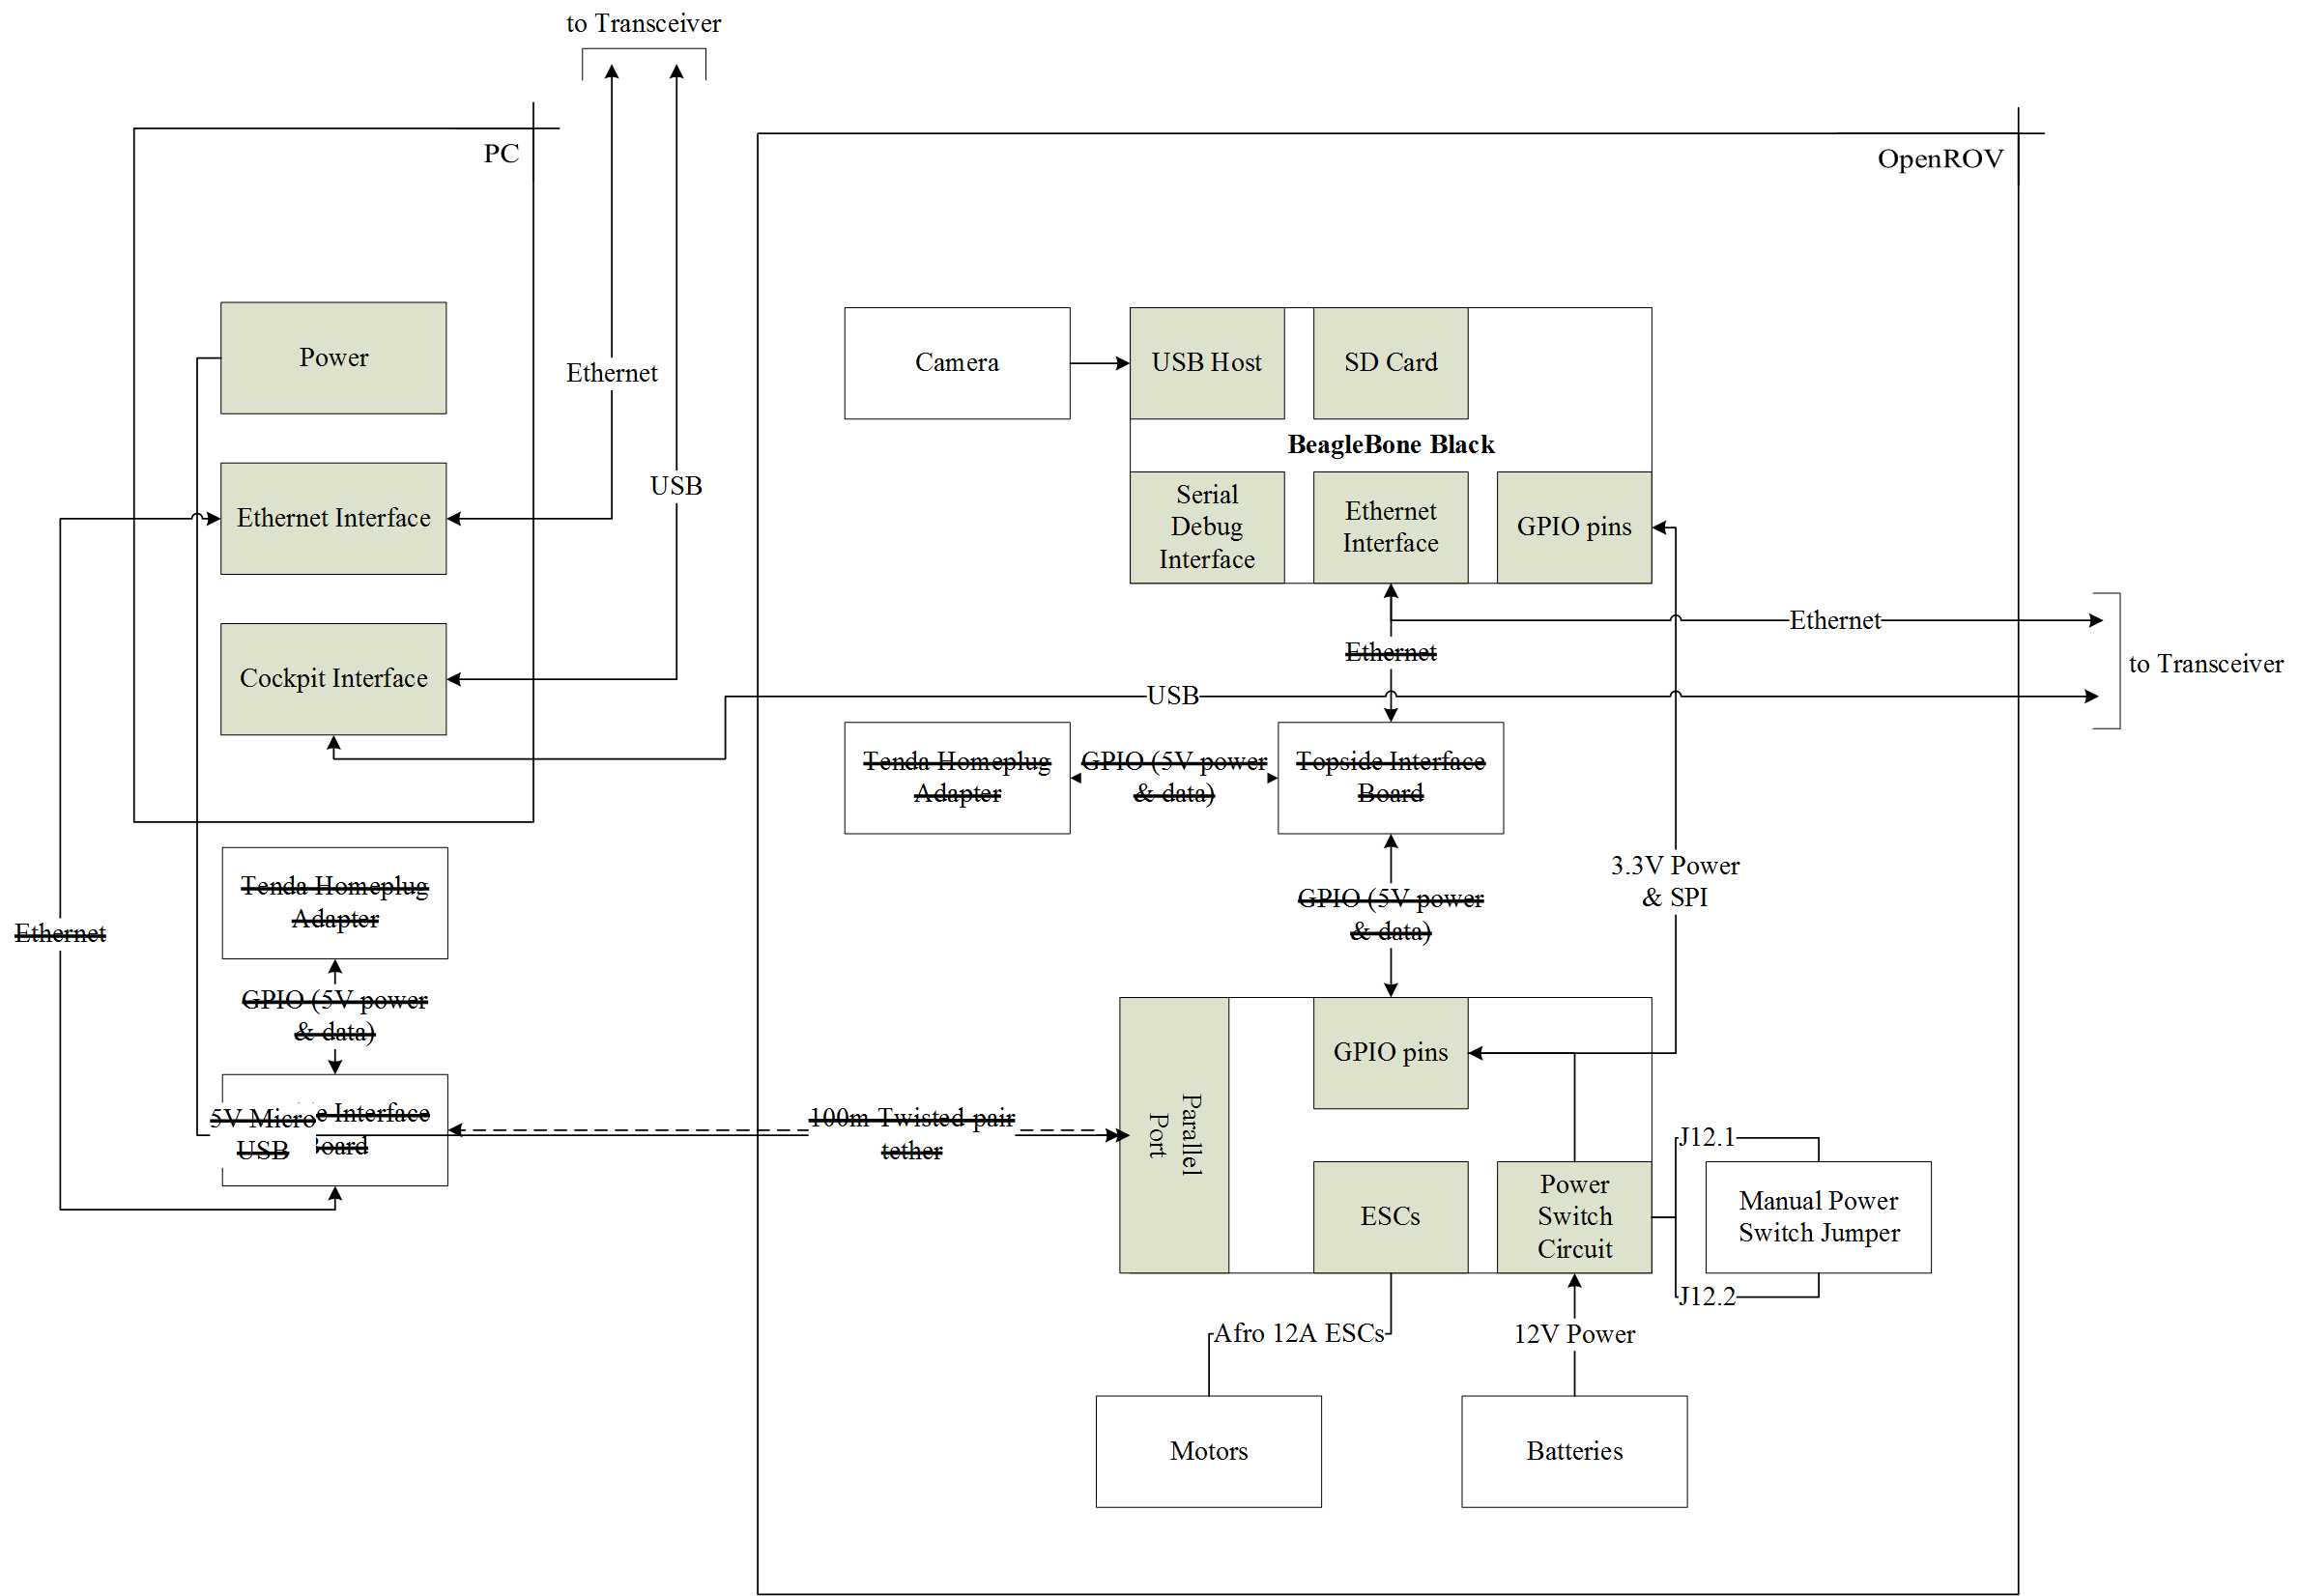 to Transceiver
PC
OpenROV
Power
Ethernet
Camera
USB Host
SD Card
BeagleBone Black
USB
Ethernet Interface
Serial
Debug
Interface
Ethernet
Interface
GPIO pins
Ethernet
Ethernet
to Transceiver
Cockpit Interface
USB
Tenda Homeplug
Adapter
GPIO (5V power
& data)
Topside Interface
Board
3.3V Power
& SPI
Tenda Homeplug
Adapter
GPIO (5V power
& data)
Ethernet
GPIO (5V power
& data)
GPIO pins
5V Micro
USB
e Interface
oard
100m Twisted-pair
tether
Parallel
Port
J12.1
ESCs
Power
Switch
Circuit
Manual Power
Switch Jumper
J12.2
Afro 12A ESCs
12V Power
Motors
Batteries